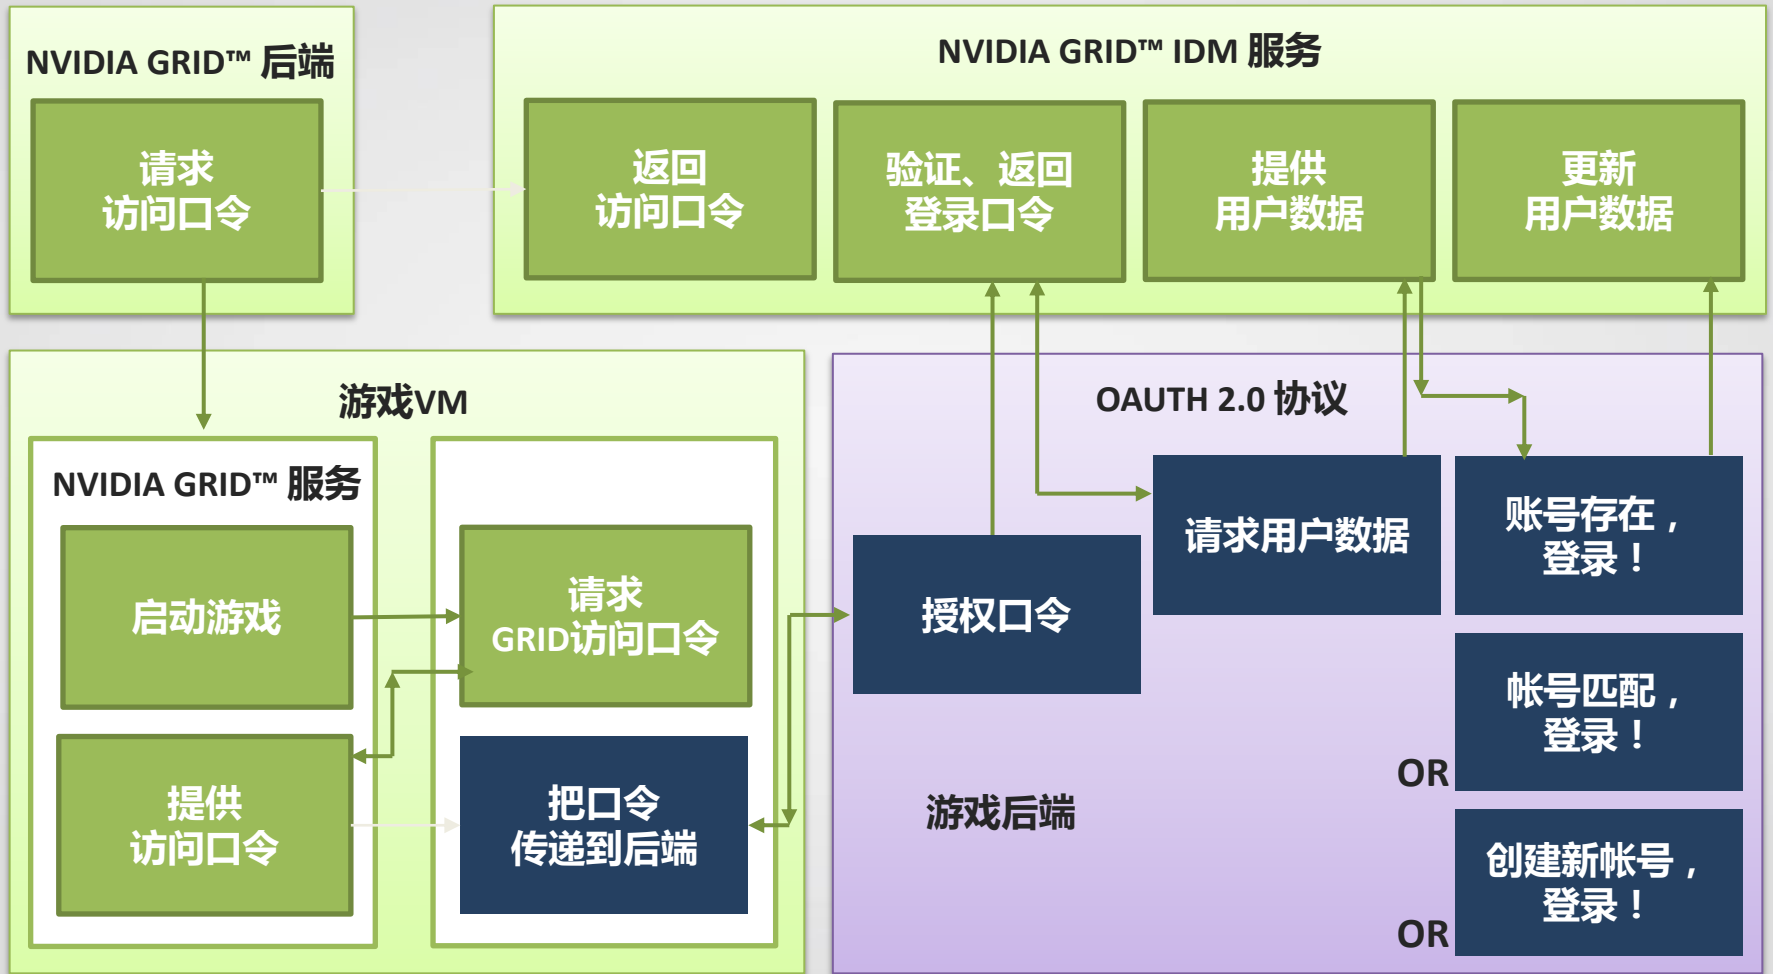 NVIDIA GRID™ 后端
请求
访问口令
NVIDIA GRID™ IDM 服务
返回
访问口令
验证、返回
登录口令
提供
用户数据
更新
用户数据
游戏VM
NVIDIA GRID™ 服务
启动游戏
提供
访问口令
请求
GRID访问口令
把口令
传递到后端
OAUTH 2.0 协议
授权口令
请求用户数据
账号存在，
登录！
帐号匹配，
登录！
OR
游戏后端
创建新帐号，
登录！
OR